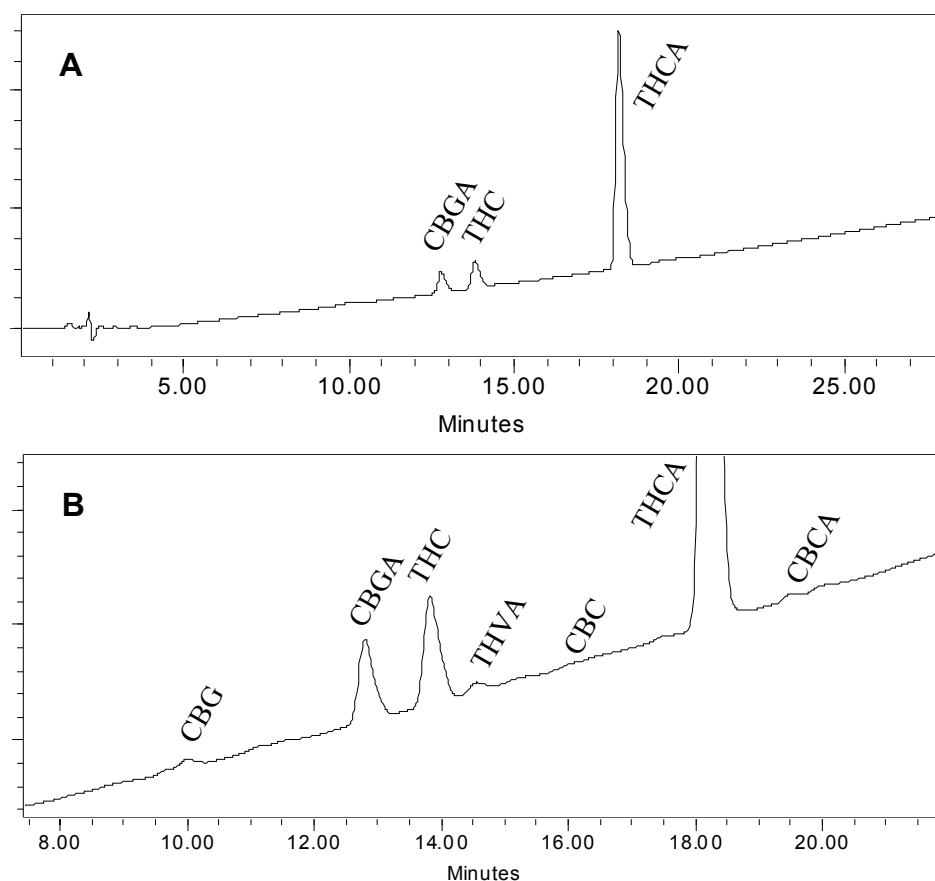 A
CBGA
THC
THCA
5.00 10.00 15.00 20.00 25.00
Minutes
B
CBG
CBGA
THC
THVA
CBC
THCA
CBCA
8.00 10.00 12.00 14.00 16.00 18.00 20.00
Minutes